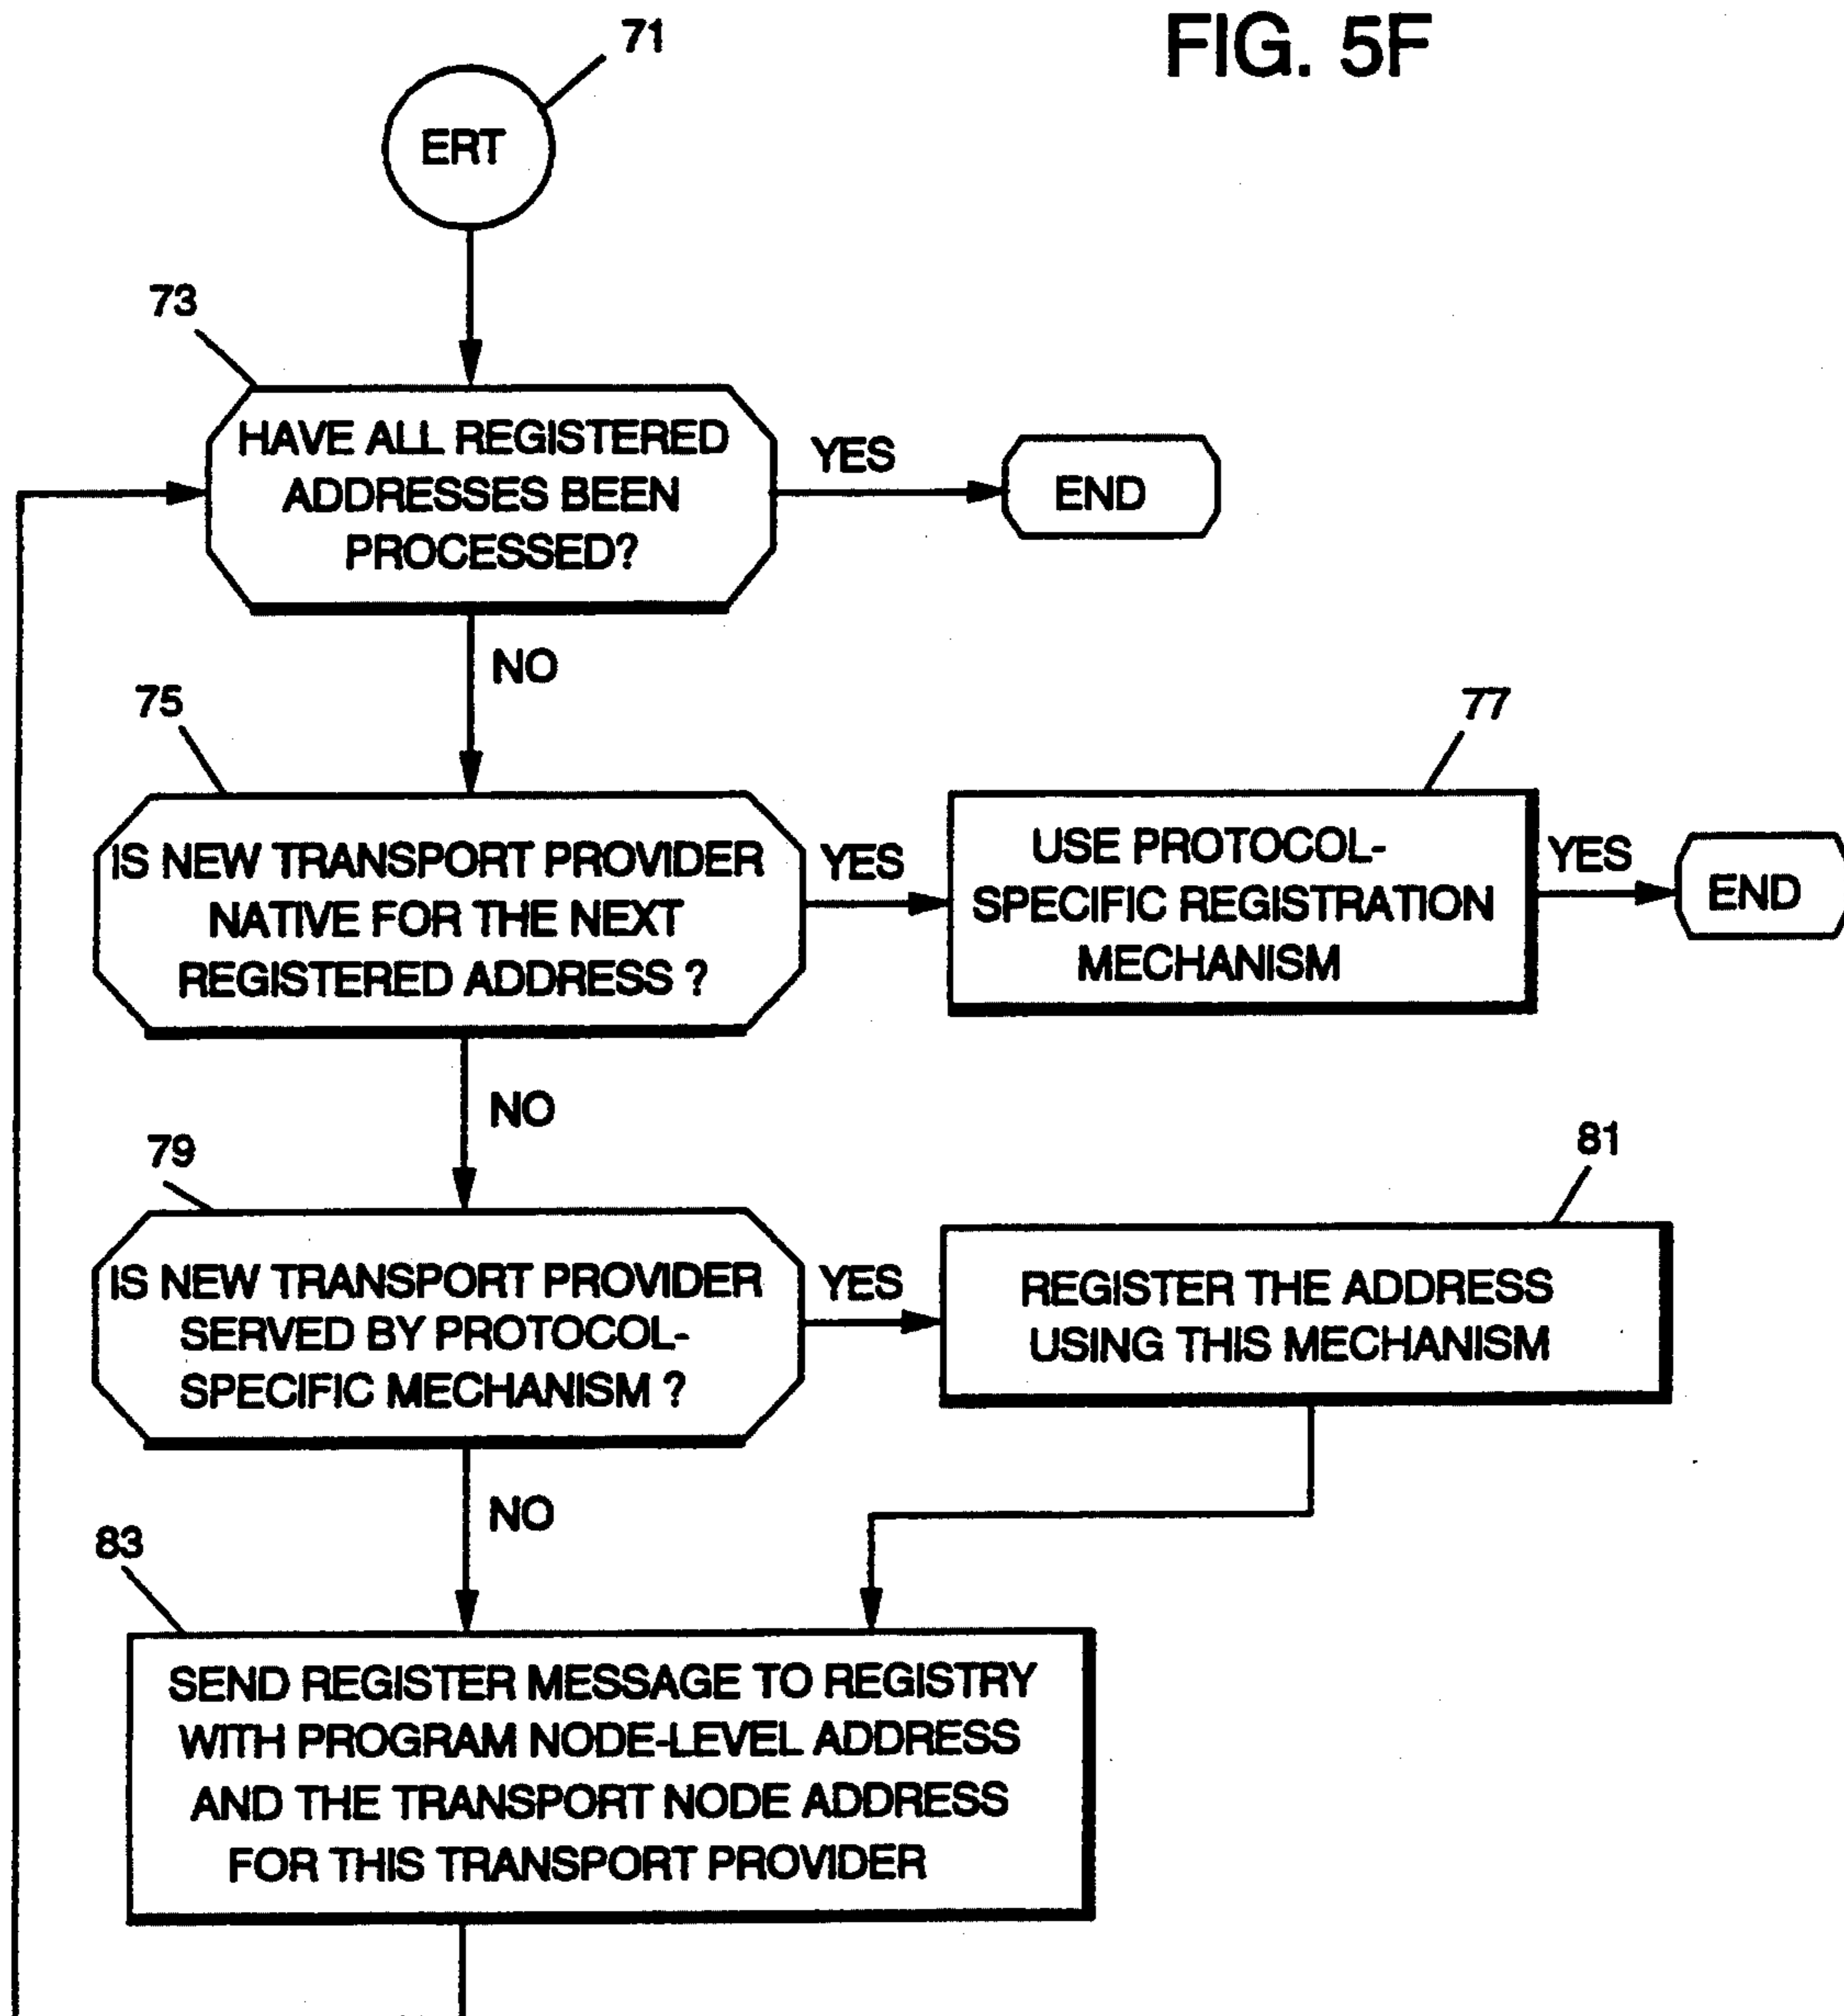 FIG. 5F
71
ERT
73
HAVE ALL REGISTERED
ADDRESSES BEEN
PROCESSED?
YES
END
NO
75
77
IS NEW TRANSPORT PROVIDER
NATIVE FOR THE NEXT
REGISTERED ADDRESS ?
YES
USE PROTOCOL-
SPECIFIC REGISTRATION
MECHANISM
YES
END
NO
79
81
IS NEW TRANSPORT PROVIDER
SERVED BY PROTOCOL-
SPECIFIC MECHANISM ?
YES
REGISTER THE ADDRESS
USING THIS MECHANISM
NO
83
SEND REGISTER MESSAGE TO REGISTRY
WITH PROGRAM NODE-LEVEL ADDRESS
AND THE TRANSPORT NODE ADDRESS
FOR THIS TRANSPORT PROVIDER